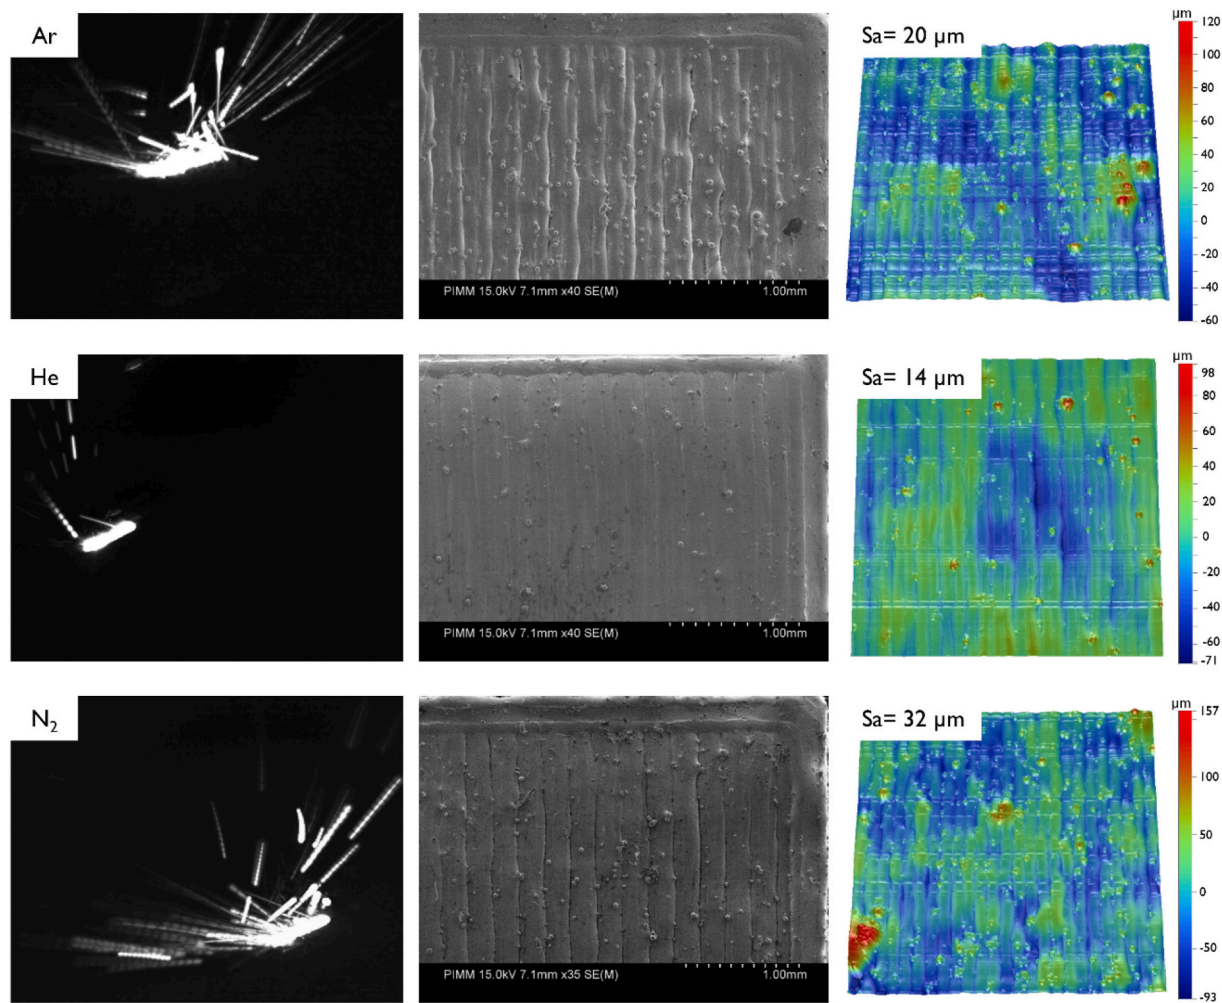 Ar
PIMM 15.0kV 7.1mm x40 SE(M) 1.00mm
Sa= 20 µm
µm
120
100
80
60
40
20
0
-20
-40
-60
He
PIMM 15.0kV 7.1mm x40 SE(M) 1.00mm
Sa= 14 µm
µm
98
80
60
40
20
0
-20
-40
-60
-71
N2
PIMM 15.0kV 7.1mm x35 SE(M) 1.00mm
Sa= 32 µm
µm
157
100
50
0
-50
-93